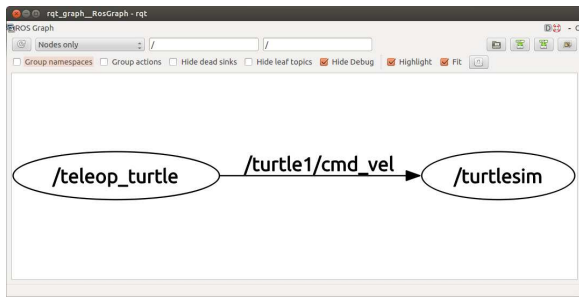 rqt_graph__RosGraph - rqt
ROS Graph
Nodes only / /
Group namespaces Group actions Hide dead sinks Hide leaf topics Hide Debug Highlight Fit
/teleop_turtle /turtle1/cmd_vel /turtlesim